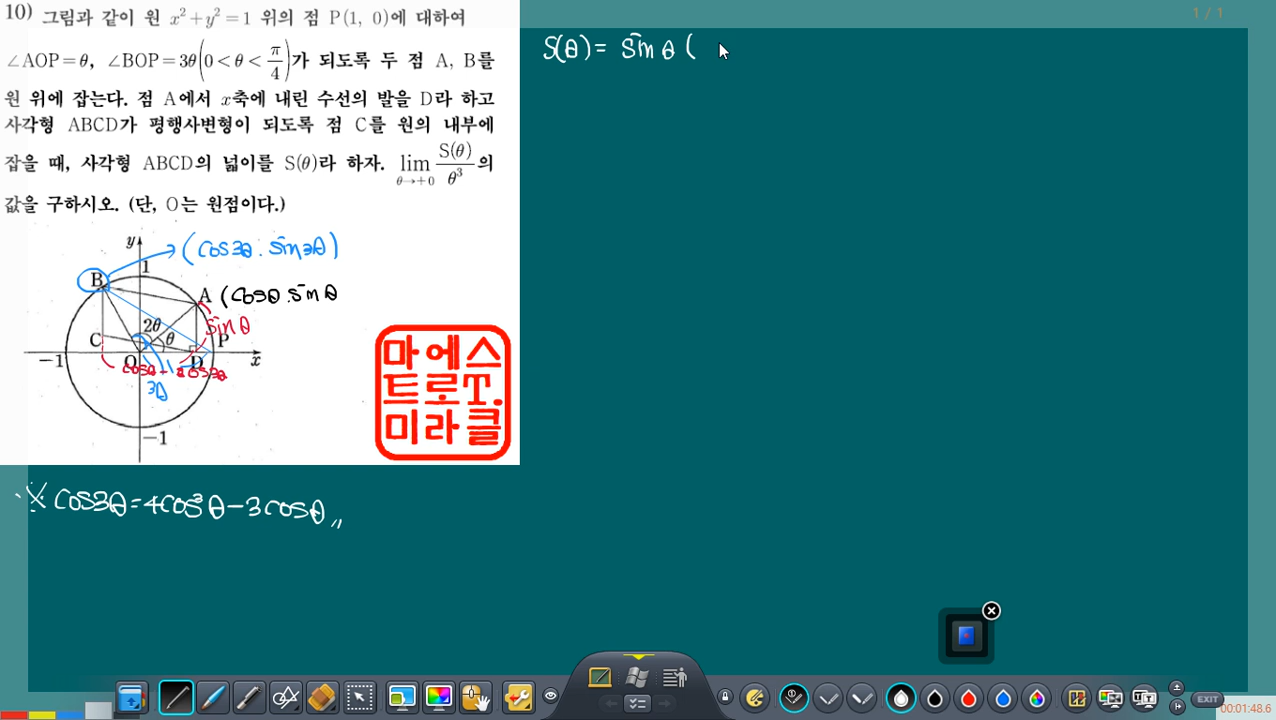 10) 그림과 같이 원 x²+y²=1 위의 점 P(1, 0)에 대하여
∠AOP=θ, ∠BOP=3θ(0<θ<π/4)가 되도록 두 점 A, B를
원 위에 잡는다. 점 A에서 x축에 내린 수선의 발을 D라 하고
사각형 ABCD가 평행사변형이 되도록 점 C를 원의 내부에
잡을 때, 사각형 ABCD의 넓이를 S(θ)라 하자. lim θ→+0 S(θ)/θ³의
값을 구하시오. (단, O는 원점이다.)
S(θ)= sinθ (
1 / 1
y
1
B
(cos3θ. sin3θ)
A
(cosθ. sinθ
2θ
θ
sinθ
C
P
-1
O
D
1
x
cosθ - cos3θ
3θ
-1
마에스
트로T.
미라클
※ cos3θ=4cos³θ-3cosθ〃
EXIT
00:01:48.6